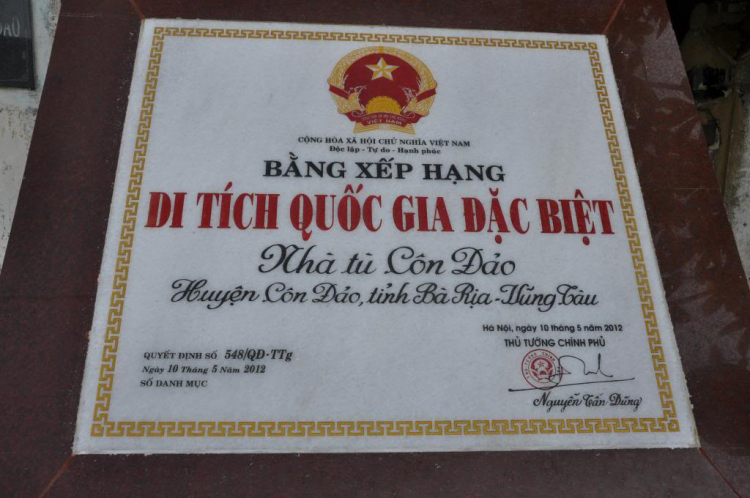 VIỆT NAM
CỘNG HÒA XÃ HỘI CHỦ NGHĨA VIỆT NAM
Độc lập - Tự do - Hạnh phúc
BẰNG XẾP HẠNG
DI TÍCH QUỐC GIA ĐẶC BIỆT
Nhà tù Côn Đảo
Huyện Côn Đảo, tỉnh Bà Rịa-Vũng Tàu
Hà Nội, ngày 10 tháng 5 năm 2012
THỦ TƯỚNG CHÍNH PHỦ
Nguyễn Tấn Dũng
QUYẾT ĐỊNH SỐ 548/QĐ-TTg
Ngày 10 Tháng 5 Năm 2012
SỐ DANH MỤC